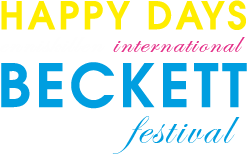 HAPPY DAYS
international
BECKETT
festival